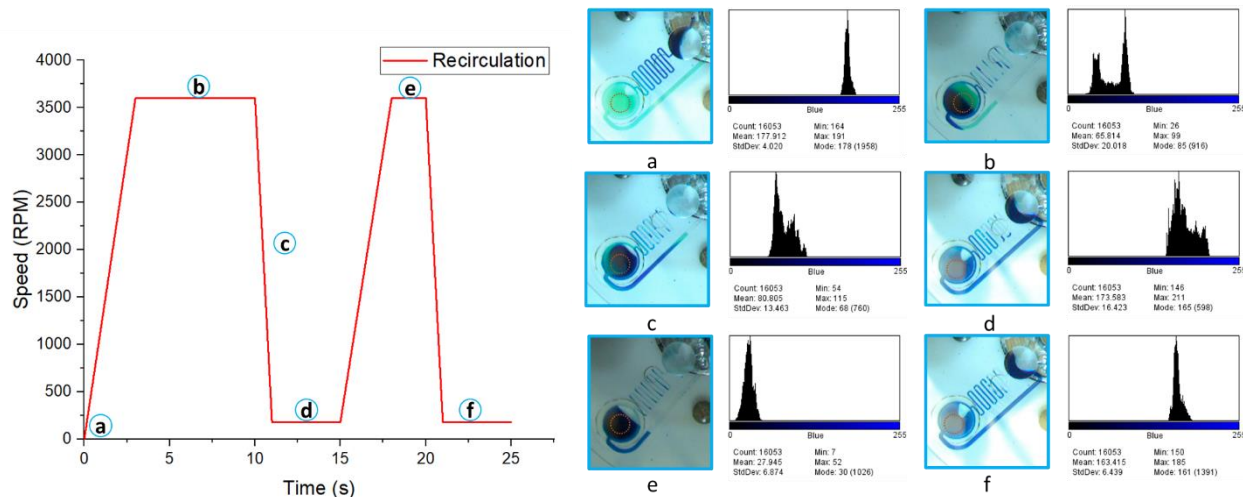 Recirculation
4000
3500
3000
2500
2000
1500
1000
500
0
Speed (RPM)
0 5 10 15 20 25
Time (s)
a
b
c
d
e
f
0 255
Blue
Count: 16053 Min: 164
Mean: 177.912 Max: 191
StdDev: 4.020 Mode: 178 (1958)
a
0 255
Blue
Count: 16053 Min: 26
Mean: 65.814 Max: 99
StdDev: 20.018 Mode: 85 (916)
b
0 255
Blue
Count: 16053 Min: 54
Mean: 80.805 Max: 115
StdDev: 13.463 Mode: 68 (760)
c
0 255
Blue
Count: 16053 Min: 146
Mean: 173.583 Max: 211
StdDev: 16.423 Mode: 165 (598)
d
0 255
Blue
Count: 16053 Min: 7
Mean: 27.945 Max: 52
StdDev: 6.874 Mode: 30 (1026)
e
0 255
Blue
Count: 16053 Min: 150
Mean: 163.415 Max: 185
StdDev: 6.439 Mode: 161 (1391)
f